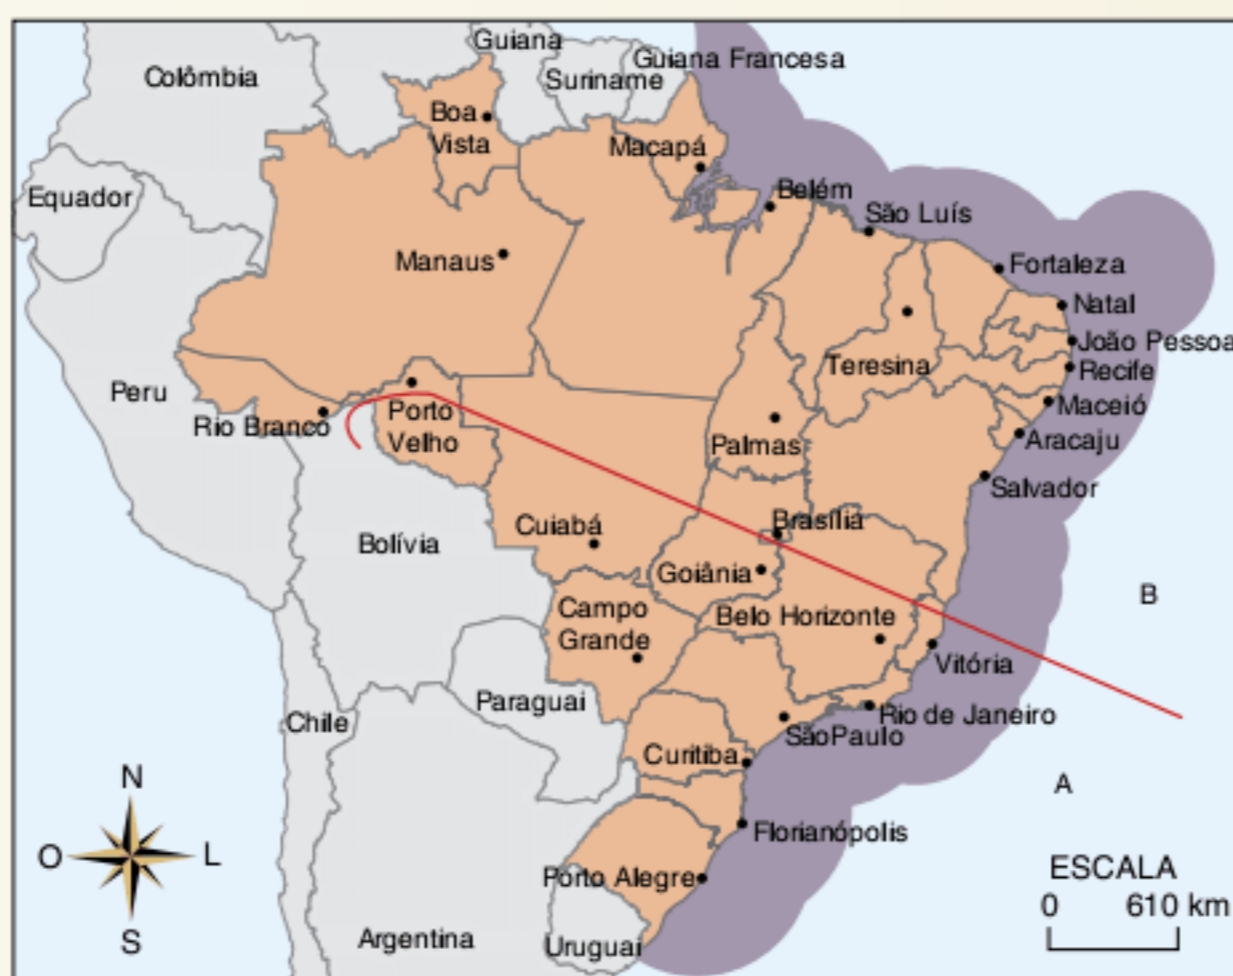 Guiana
Guiana Francesa
Colômbia
Suriname
Boa
Vista
Macapá
Equador
Belém
São Luís
Manaus
Fortaleza
Natal
João Pessoa
Teresina
Recife
Peru
Maceió
Porto
Velho
Rio Branco
Palmas
Aracaju
Salvador
Cuiabá
Brasília
Bolívia
Goiânia
B
Campo
Grande
Belo Horizonte
Vitória
Paraguai
Chile
Rio de Janeiro
SãoPaulo
Curitiba
N
A
Florianópolis
O
L
ESCALA
Porto Alegre
0 610 km
S
Argentina
Uruguai